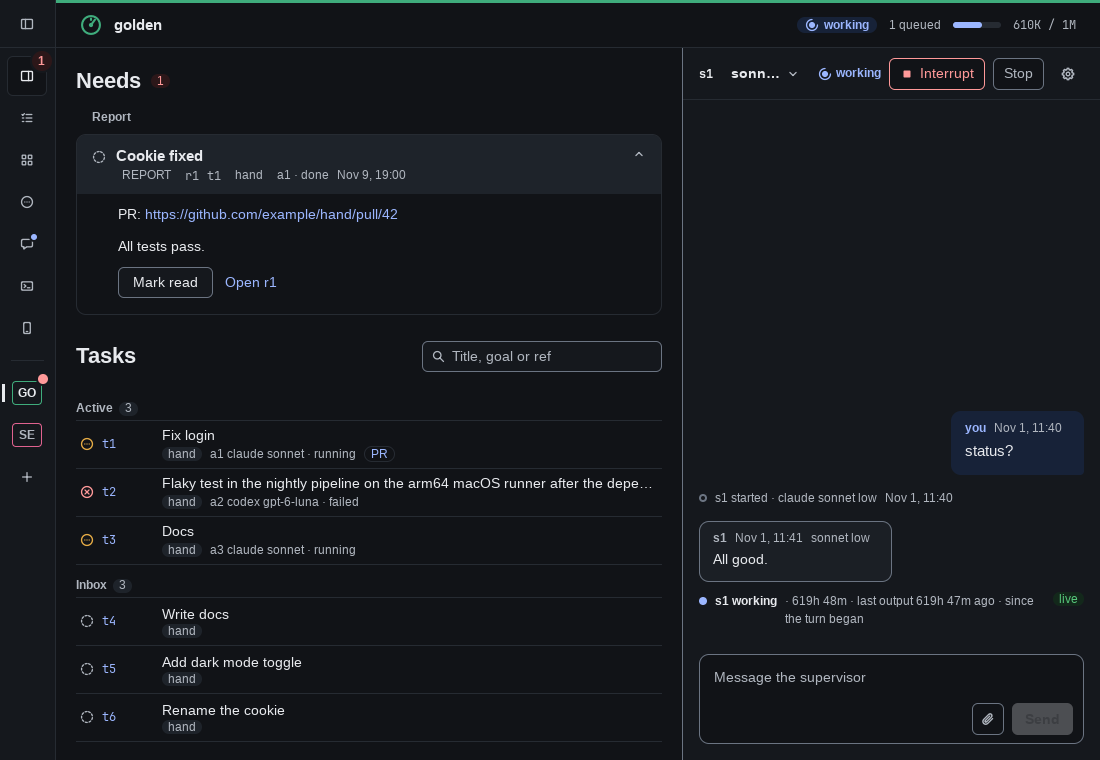 golden
working
1 queued
610K / 1M
1
Needs 1
Report
Cookie fixed
REPORT r1 t1 hand a1 · done Nov 9, 19:00
PR: https://github.com/example/hand/pull/42
All tests pass.
Mark read
Open r1
Tasks
Title, goal or ref
Active 3
t1 Fix login
hand a1 claude sonnet · running PR
t2 Flaky test in the nightly pipeline on the arm64 macOS runner after the depe…
hand a2 codex gpt-6-luna · failed
t3 Docs
hand a3 claude sonnet · running
Inbox 3
t4 Write docs
hand
t5 Add dark mode toggle
hand
t6 Rename the cookie
hand
GO
SE
s1 sonn… working Interrupt Stop
you Nov 1, 11:40
status?
s1 started · claude sonnet low Nov 1, 11:40
s1 Nov 1, 11:41 sonnet low
All good.
s1 working · 619h 48m · last output 619h 47m ago · since
the turn began
live
Message the supervisor
Send